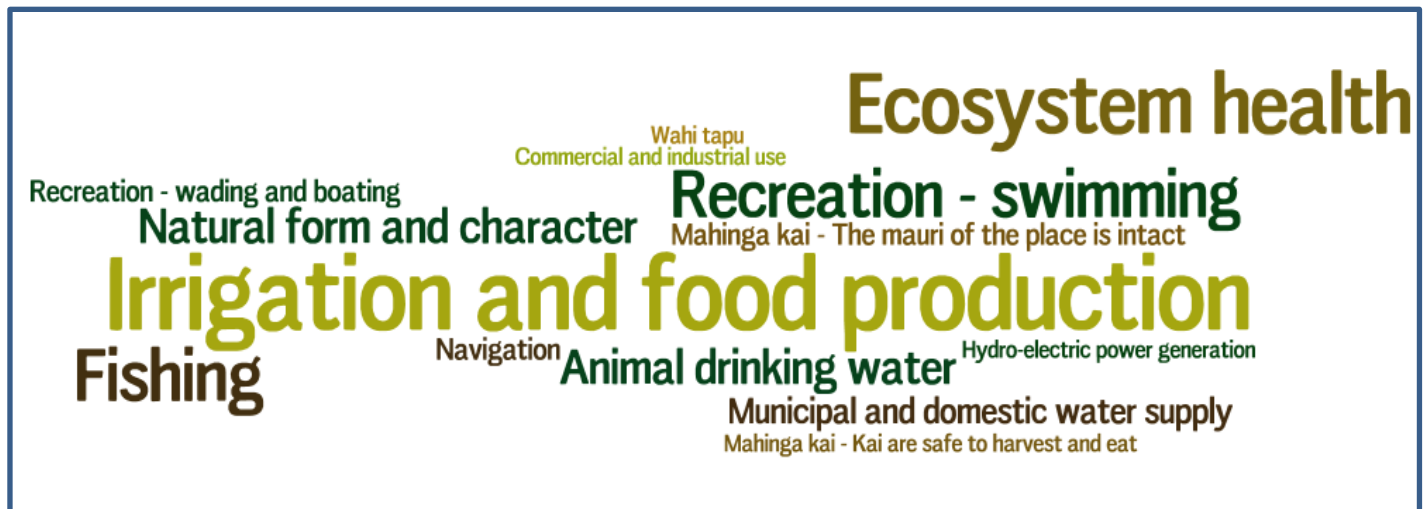 Ecosystem health
Wahi tapu
Commercial and industrial use
Recreation - wading and boating
Recreation - swimming
Natural form and character
Mahinga kai - The mauri of the place is intact
Irrigation and food production
Fishing
Navigation
Animal drinking water
Hydro-electric power generation
Municipal and domestic water supply
Mahinga kai - Kai are safe to harvest and eat